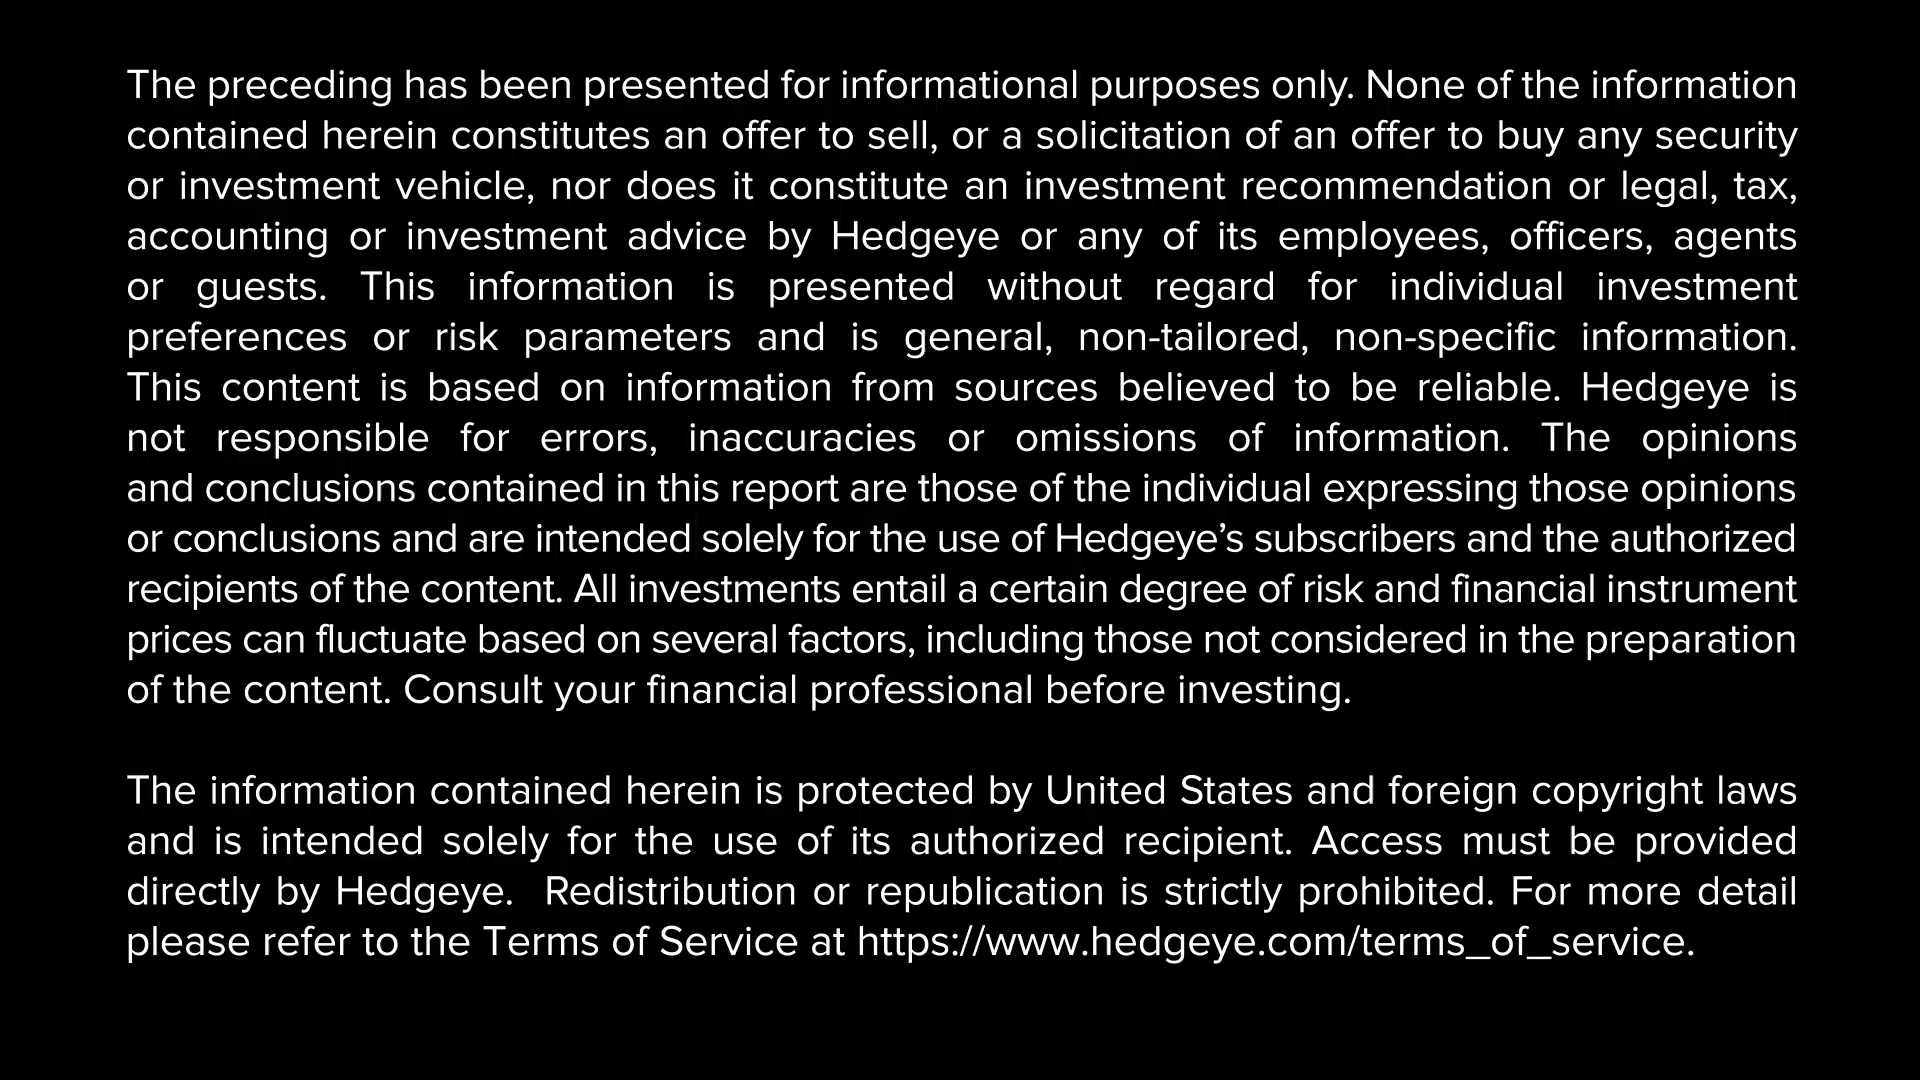 The preceding has been presented for informational purposes only. None of the information
contained herein constitutes an offer to sell, or a solicitation of an offer to buy any security
or investment vehicle, nor does it constitute an investment recommendation or legal, tax,
accounting or investment advice by Hedgeye or any of its employees, officers, agents
or guests. This information is presented without regard for individual investment
preferences or risk parameters and is general, non-tailored, non-specific information.
This content is based on information from sources believed to be reliable. Hedgeye is
not responsible for errors, inaccuracies or omissions of information. The opinions
and conclusions contained in this report are those of the individual expressing those opinions
or conclusions and are intended solely for the use of Hedgeye’s subscribers and the authorized
recipients of the content. All investments entail a certain degree of risk and financial instrument
prices can fluctuate based on several factors, including those not considered in the preparation
of the content. Consult your financial professional before investing.

The information contained herein is protected by United States and foreign copyright laws
and is intended solely for the use of its authorized recipient. Access must be provided
directly by Hedgeye.  Redistribution or republication is strictly prohibited. For more detail
please refer to the Terms of Service at https://www.hedgeye.com/terms_of_service.